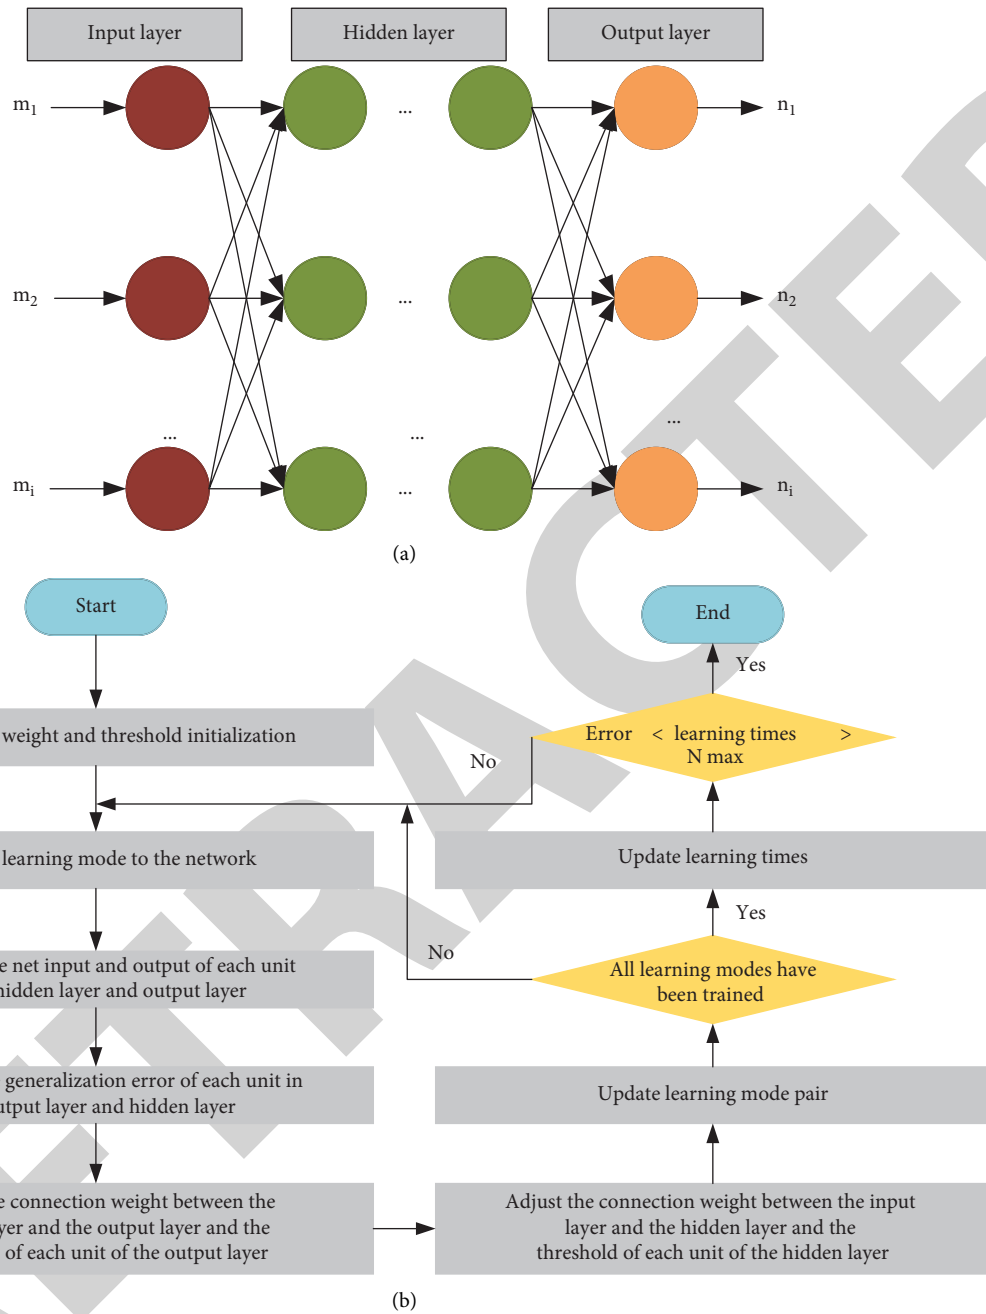 Input layer
Hidden layer
Output layer
m1
...
n1
m2
...
n2
...
...
...
mi
...
ni
(a)
Start
End
Yes
weight and threshold initialization
Error < learning times >
N max
No
learning mode to the network
Update learning times
Yes
No
e net input and output of each unit
hidden layer and output layer
All learning modes have
been trained
generalization error of each unit in
utput layer and hidden layer
Update learning mode pair
e connection weight between the
yer and the output layer and the
of each unit of the output layer
Adjust the connection weight between the input
layer and the hidden layer and the
threshold of each unit of the hidden layer
(b)
ETRACTED